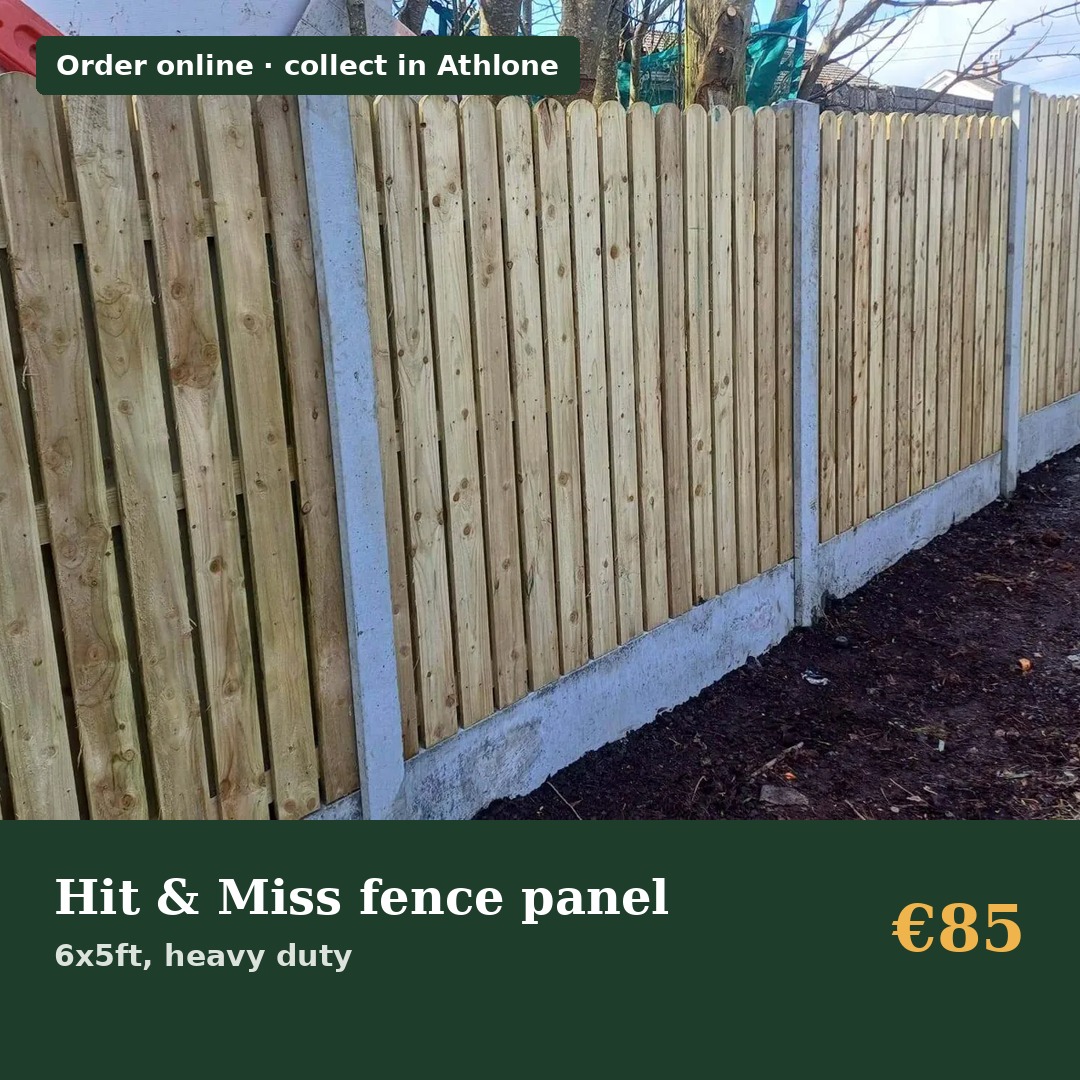 Order online · collect in Athlone
Hit & Miss fence panel
6x5ft, heavy duty
€85